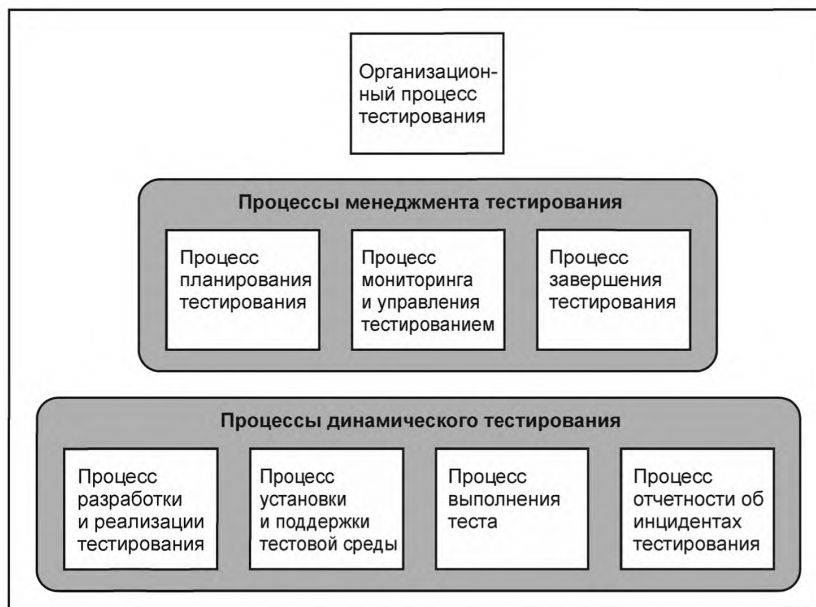 Организацион-
ный процесс
тестирования
Процессы менеджмента тестирования
Процесс
планирования
тестирования
Процесс
мониторинга
и управления
тестированием
Процесс
завершения
тестирования
Процессы динамического тестирования
Процесс
разработки
и реализации
тестирования
Процесс
установки
и поддержки
тестовой среды
Процесс
выполнения
теста
Процесс
отчетности об
инцидентах
тестирования